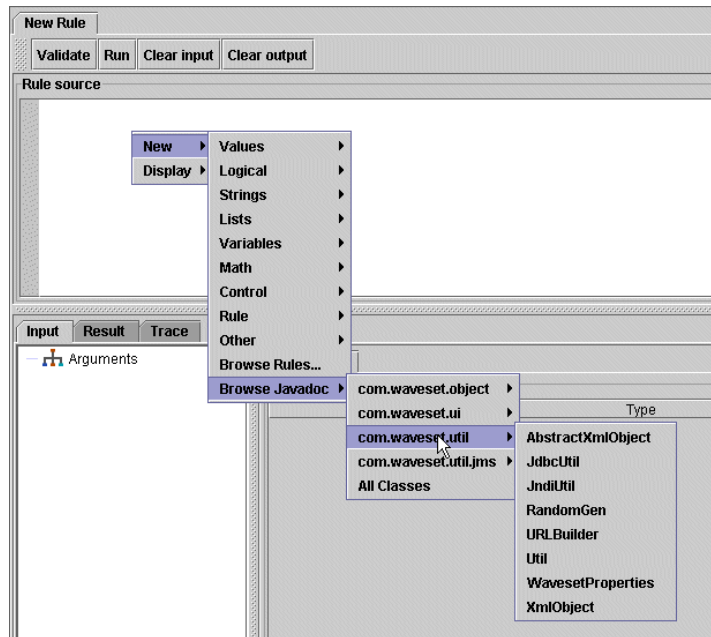 New Rule
Validate Run Clear input Clear output
Rule source
New Values
Display Logical
Strings
Lists
Variables
Math
Control
Input Result Trace Rule
Other
Arguments Browse Rules...
Browse Javadoc com.waveset.object
com.waveset.ui Type
com.waveset.util AbstractXmlObject
com.waveset.util.jms JdbcUtil
All Classes JndiUtil
RandomGen
URLBuilder
Util
WavesetProperties
XmlObject